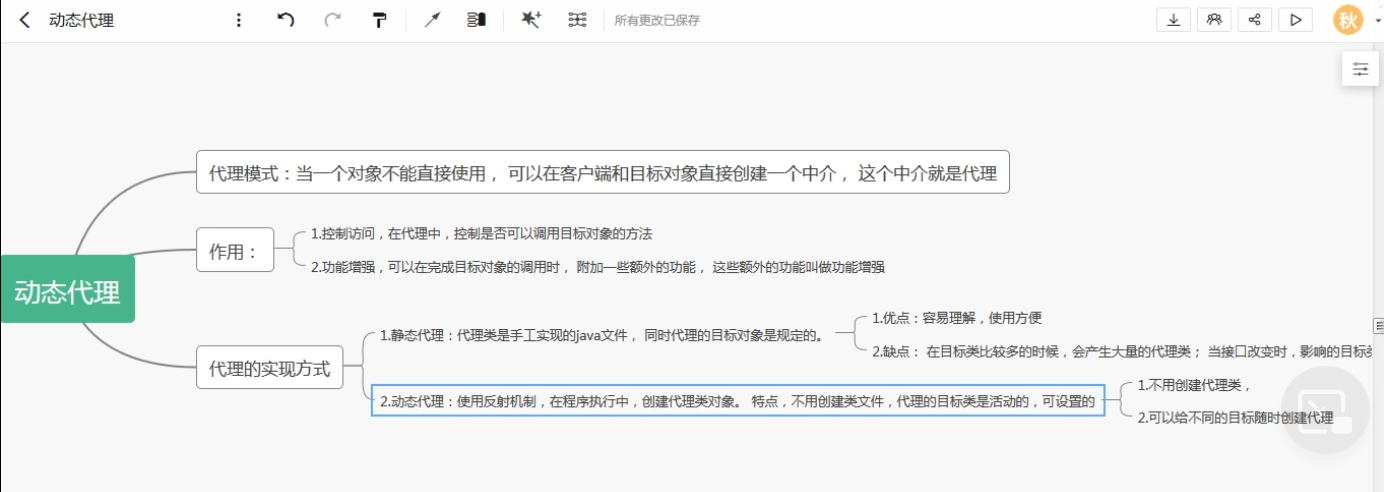 动态代理
所有更改已保存
秋
代理模式：当一个对象不能直接使用， 可以在客户端和目标对象直接创建一个中介， 这个中介就是代理
作用：
1.控制访问，在代理中，控制是否可以调用目标对象的方法
2.功能增强，可以在完成目标对象的调用时， 附加一些额外的功能， 这些额外的功能叫做功能增强
动态代理
代理的实现方式
1.静态代理：代理类是手工实现的java文件， 同时代理的目标对象是规定的。
1.优点：容易理解，使用方便
2.缺点： 在目标类比较多的时候，会产生大量的代理类； 当接口改变时，影响的目标
2.动态代理：使用反射机制，在程序执行中，创建代理类对象。 特点，不用创建类文件，代理的目标类是活动的，可设置的
1.不用创建代理类，
2.可以给不同的目标随时创建代理